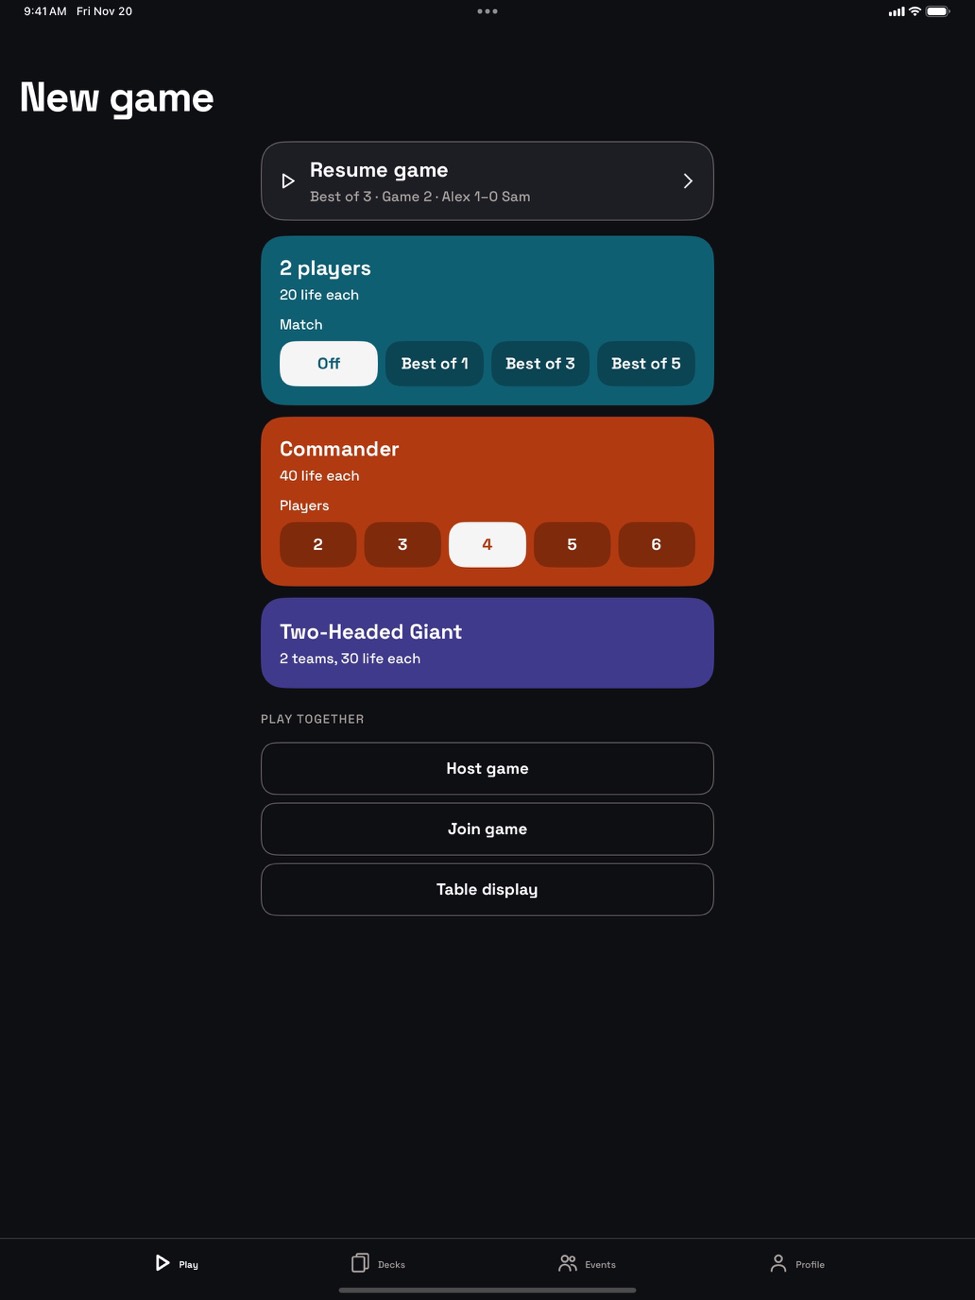 9:41 AM Fri Nov 20
New game
Resume game
Best of 3 · Game 2 · Alex 1–0 Sam
2 players
20 life each
Match
Off Best of 1 Best of 3 Best of 5
Commander
40 life each
Players
2 3 4 5 6
Two-Headed Giant
2 teams, 30 life each
PLAY TOGETHER
Host game
Join game
Table display
Play Decks Events Profile